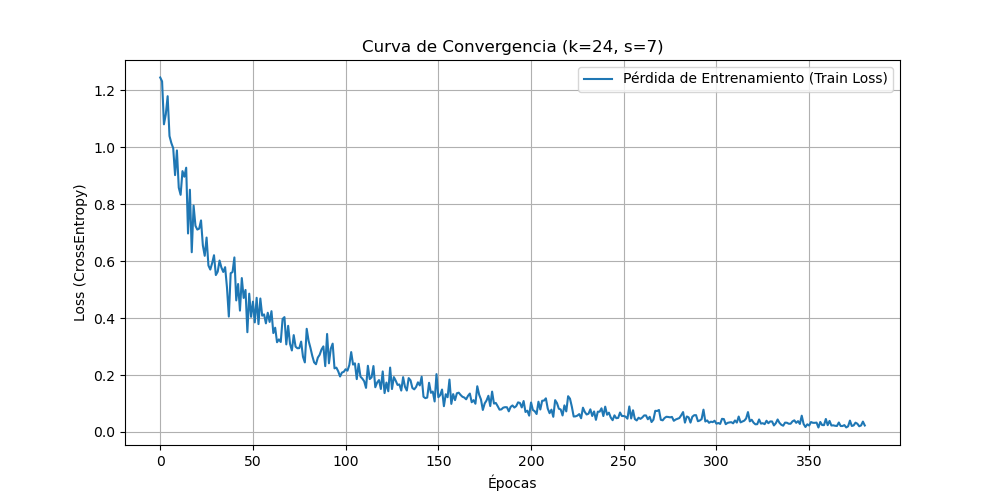 Curva de Convergencia (k=24, s=7)
Pérdida de Entrenamiento (Train Loss)
Loss (CrossEntropy)
1.2
1.0
0.8
0.6
0.4
0.2
0.0
0 50 100 150 200 250 300 350
Épocas